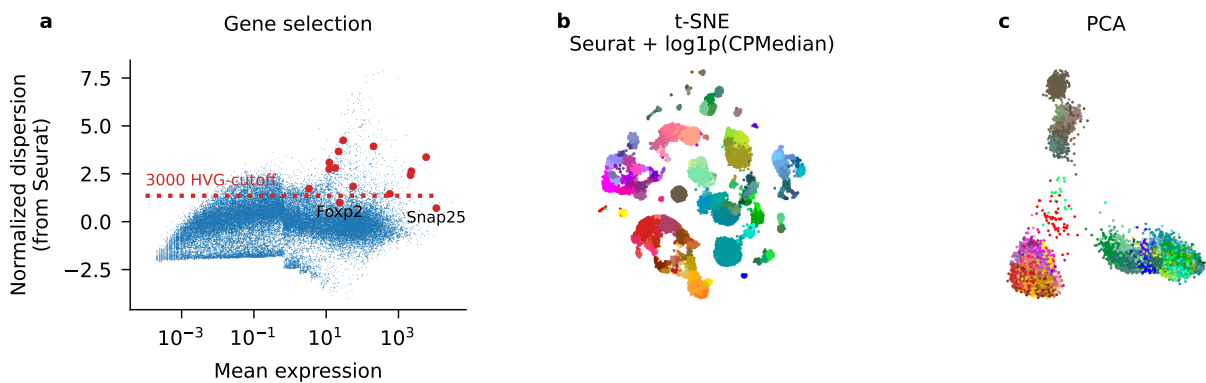 a
Gene selection
Normalized dispersion
(from Seurat)
7.5
5.0
2.5
0.0
−2.5
3000 HVG-cutoff
Foxp2
Snap25
10⁻³
10⁻¹
10¹
10³
Mean expression
b
t-SNE
Seurat + log1p(CPMedian)
c
PCA